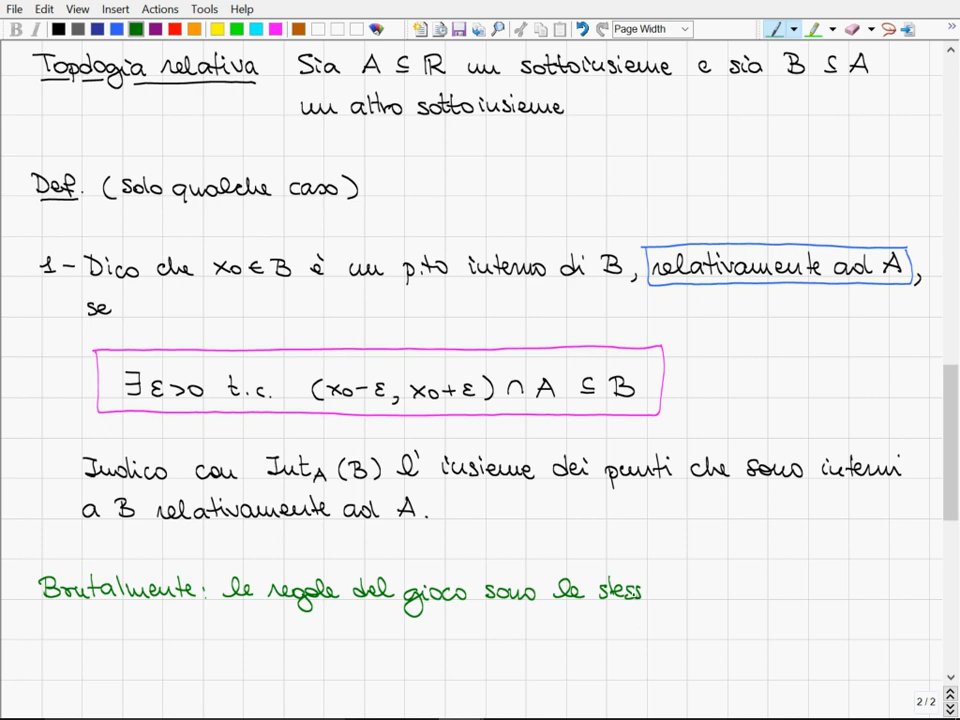 File Edit View Insert Actions Tools Help
B I Page Width
Topologia relativa Sia A ⊆ ℝ un sottoinsieme e sia B ⊆ A
un altro sottoinsieme
Def. (Solo qualche caso)
1 - Dico che x0 ∈ B è un p.to interno di B, relativamente ad A,
se
∃ ε>0 t.c. (x0-ε, x0+ε) ∩ A ⊆ B
Indico con IntA(B) l'insieme dei punti che sono interni
a B relativamente ad A.
Brutalmente: le regole del gioco sono le stess
2 / 2